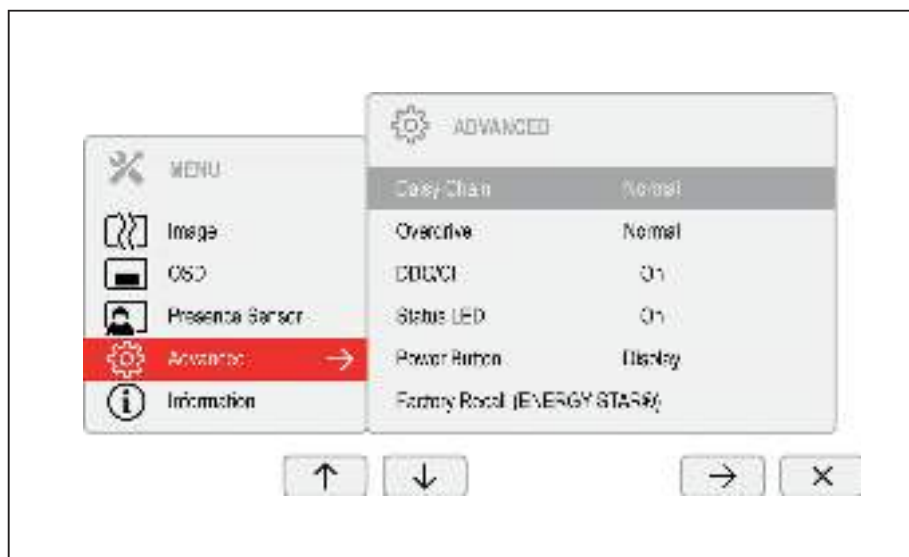 ADVANCED
MENU
Daisy Chain Normal
Image
Overdrive Normal
OSD
DDC/CI On
Presence Sensor
Status LED On
Advanced
Power Button Display
Information
Factory Recall (ENERGY STAR®)